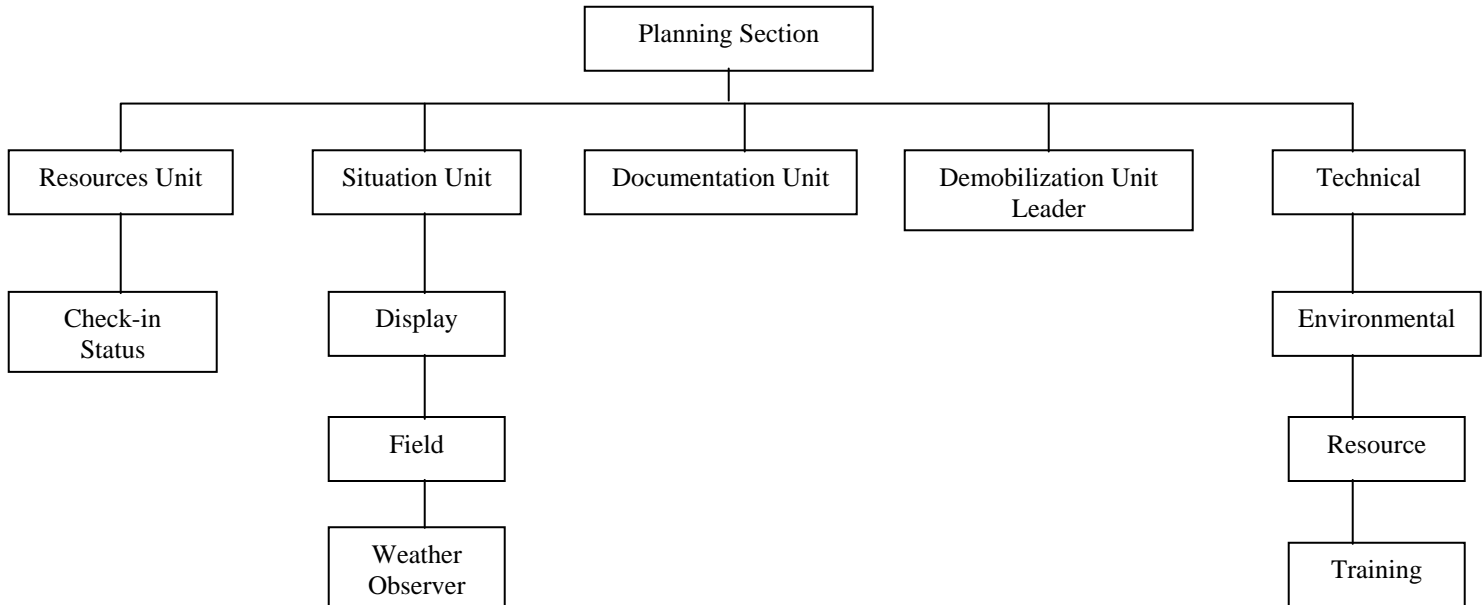 Planning Section
Resources Unit
Situation Unit
Documentation Unit
Demobilization Unit
Leader
Technical
Check-in
Status
Display
Environmental
Field
Resource
Weather
Observer
Training